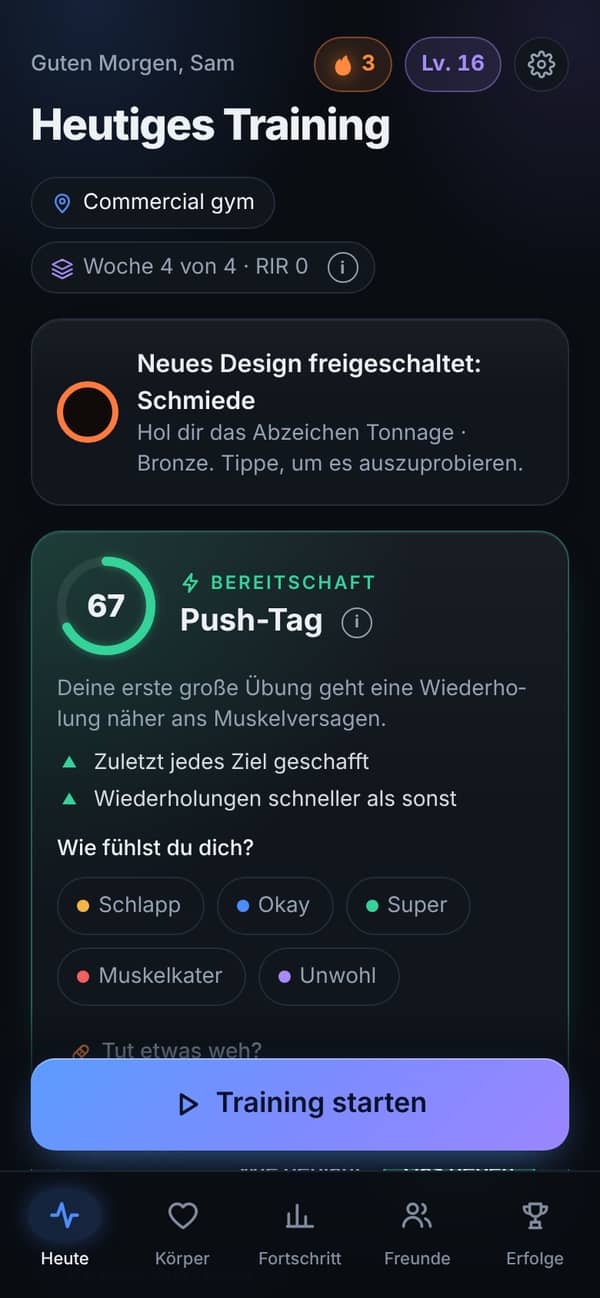 Guten Morgen, Sam
3
Lv. 16
Heutiges Training
Commercial gym
Woche 4 von 4 · RIR 0
i
Neues Design freigeschaltet:
Schmiede
Hol dir das Abzeichen Tonnage ·
Bronze. Tippe, um es auszuprobieren.
67
BEREITSCHAFT
Push-Tag
i
Deine erste große Übung geht eine Wiederho-
lung näher ans Muskelversagen.
Zuletzt jedes Ziel geschafft
Wiederholungen schneller als sonst
Wie fühlst du dich?
Schlapp
Okay
Super
Muskelkater
Unwohl
Tut etwas weh?
Training starten
Heute
Körper
Fortschritt
Freunde
Erfolge